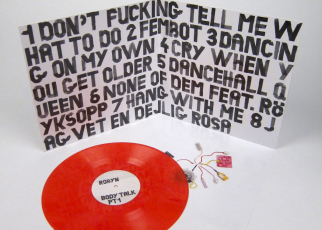 1 DON'T FUCKING TELL ME W
HAT TO DO 2 FEMBOT 3 DANCIN
G ON MY OWN 4 CRY WHEN Y
OU GET OLDER 5 DANCEHALL Q
UEEN 6 NONE OF DEM FEAT. RÖ
YKSOPP 7 HANG WITH ME 8 J
AG VET EN DEJLIG ROSA
ROBYN
BODY TALK
PT 1